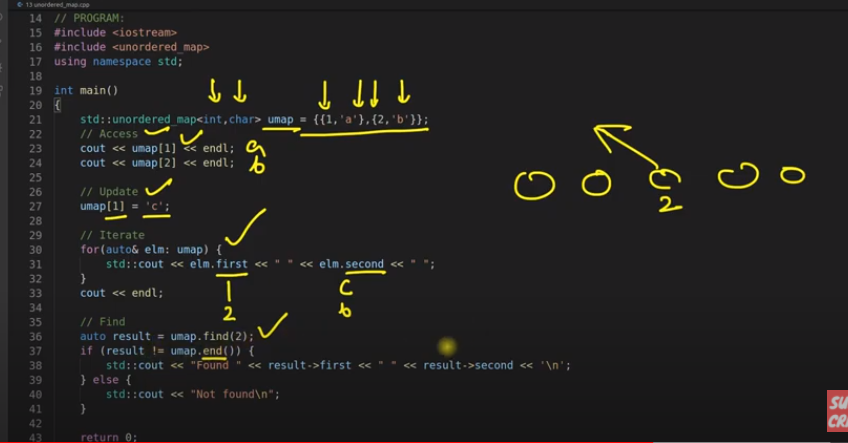 13 unordered_map.cpp
14 // PROGRAM:
15 #include <iostream>
16 #include <unordered_map>
17 using namespace std;
18
19 int main()
20 {
21 std::unordered_map<int,char> umap = {{1,'a'},{2,'b'}};
22 // Access
23 cout << umap[1] << endl; a
24 cout << umap[2] << endl; b
25
26 // Update
27 umap[1] = 'c';
28
29 // Iterate
30 for(auto& elm: umap) {
31 std::cout << elm.first << " " << elm.second << " ";
32 }
33 cout << endl;
1 c
2 b
34
35 // Find
36 auto result = umap.find(2);
37 if (result != umap.end()) {
38 std::cout << "Found " << result->first << " " << result->second << '\n';
39 } else {
40 std::cout << "Not found\n";
41 }
42
43 return 0;
2